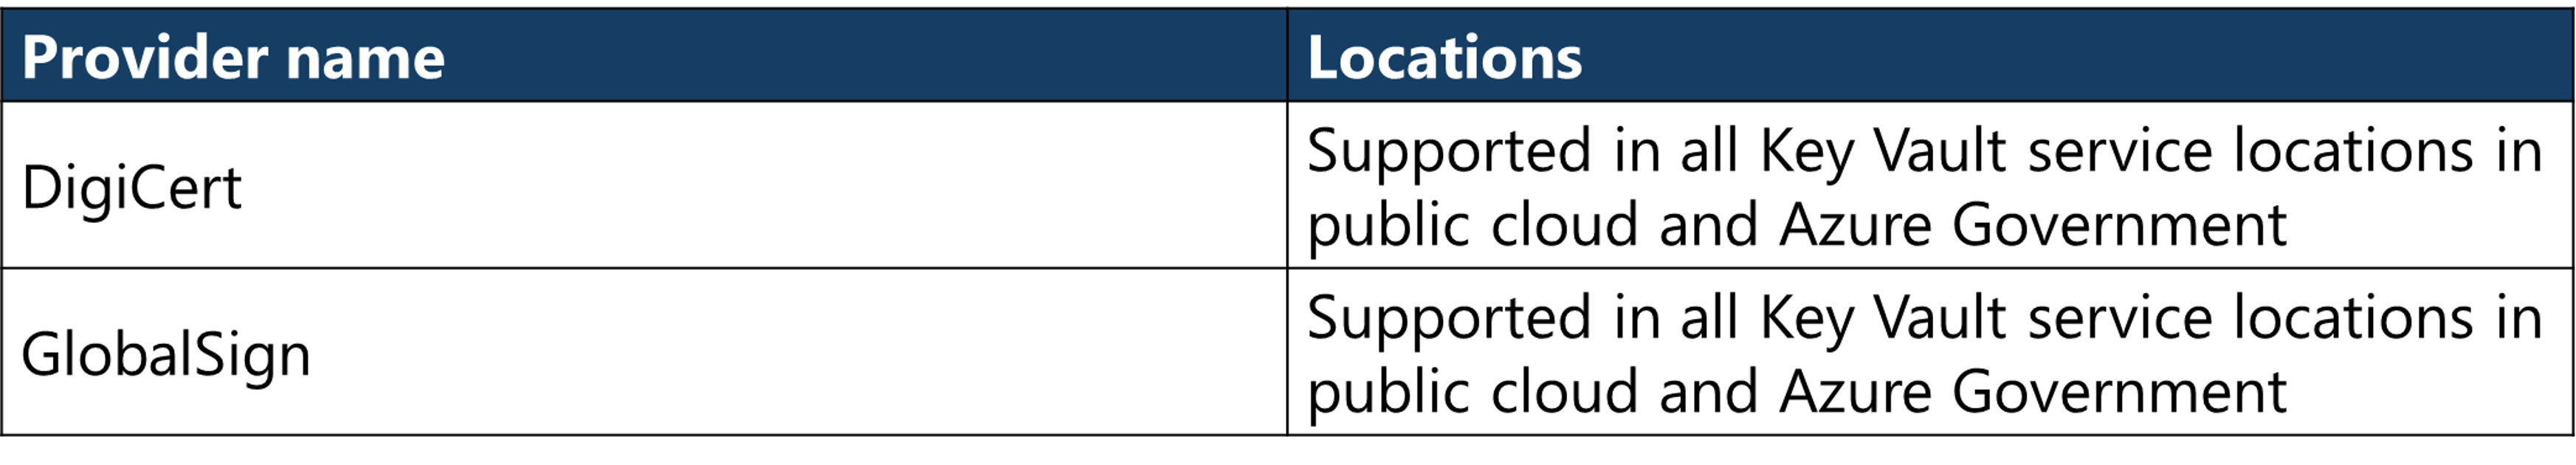 Provider name
Locations
DigiCert
Supported in all Key Vault service locations in
public cloud and Azure Government
GlobalSign
Supported in all Key Vault service locations in
public cloud and Azure Government